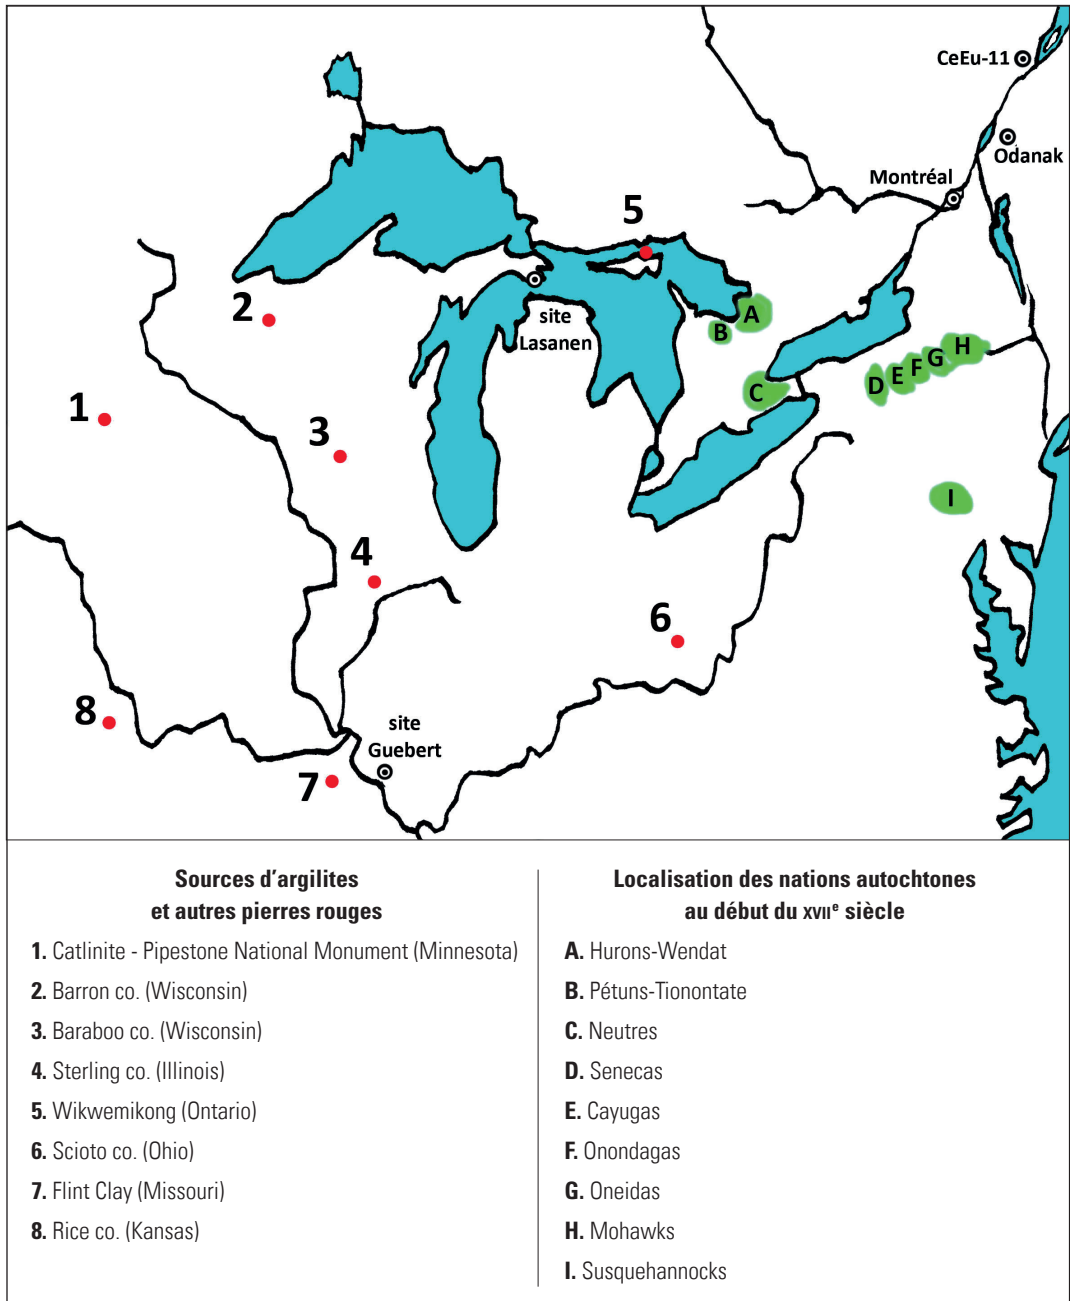 CeEu-11
Odanak
Montréal
5
2
site
Lasanen
A
B
H
G
F
E
D
C
1
3
I
4
6
8
site
Guebert
7
Sources d'argilites
et autres pierres rouges
1. Catlinite - Pipestone National Monument (Minnesota)
2. Barron co. (Wisconsin)
3. Baraboo co. (Wisconsin)
4. Sterling co. (Illinois)
5. Wikwemikong (Ontario)
6. Scioto co. (Ohio)
7. Flint Clay (Missouri)
8. Rice co. (Kansas)
Localisation des nations autochtones
au début du XVIIe siècle
A. Hurons-Wendat
B. Pétuns-Tionontate
C. Neutres
D. Senecas
E. Cayugas
F. Onondagas
G. Oneidas
H. Mohawks
I. Susquehannocks